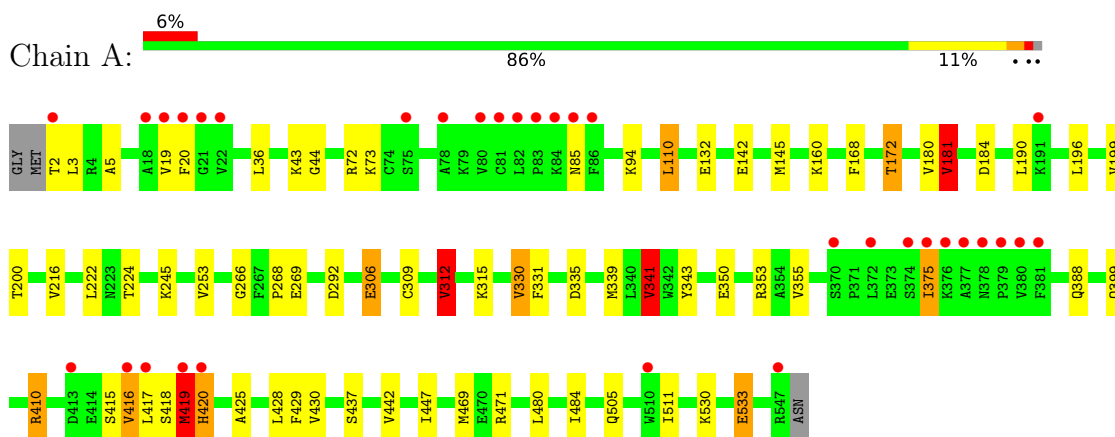 6%
Chain A:
86% 11% • ••
GLY MET T2 L3 R4 A5 A18 V19 F20 G21 V22 L36 K43 G44 R72 K73 C74 S75 A78 K79 V80 C81 L82 P83 K84 N85 F86 K94 L110 E132 E142 M145 K160 F168 T172 V180 V181 D184 L190 K191 L196
T200 V216 L222 N223 T224 K245 V253 G266 F267 P268 E269 D292 E306 C309 V312 K315 V330 F331 D335 M339 L340 V341 W342 Y343 E350 R353 A354 V355 S370 P371 L372 E373 S374 I375 K376 A377 N378 P379 V380 F381 Q388
R410 D413 E414 S415 V416 L417 S418 M419 H420 A425 L428 F429 V430 S437 V442 I447 M469 E470 R471 L480 I484 Q505 W510 I511 K530 E533 R547 ASN